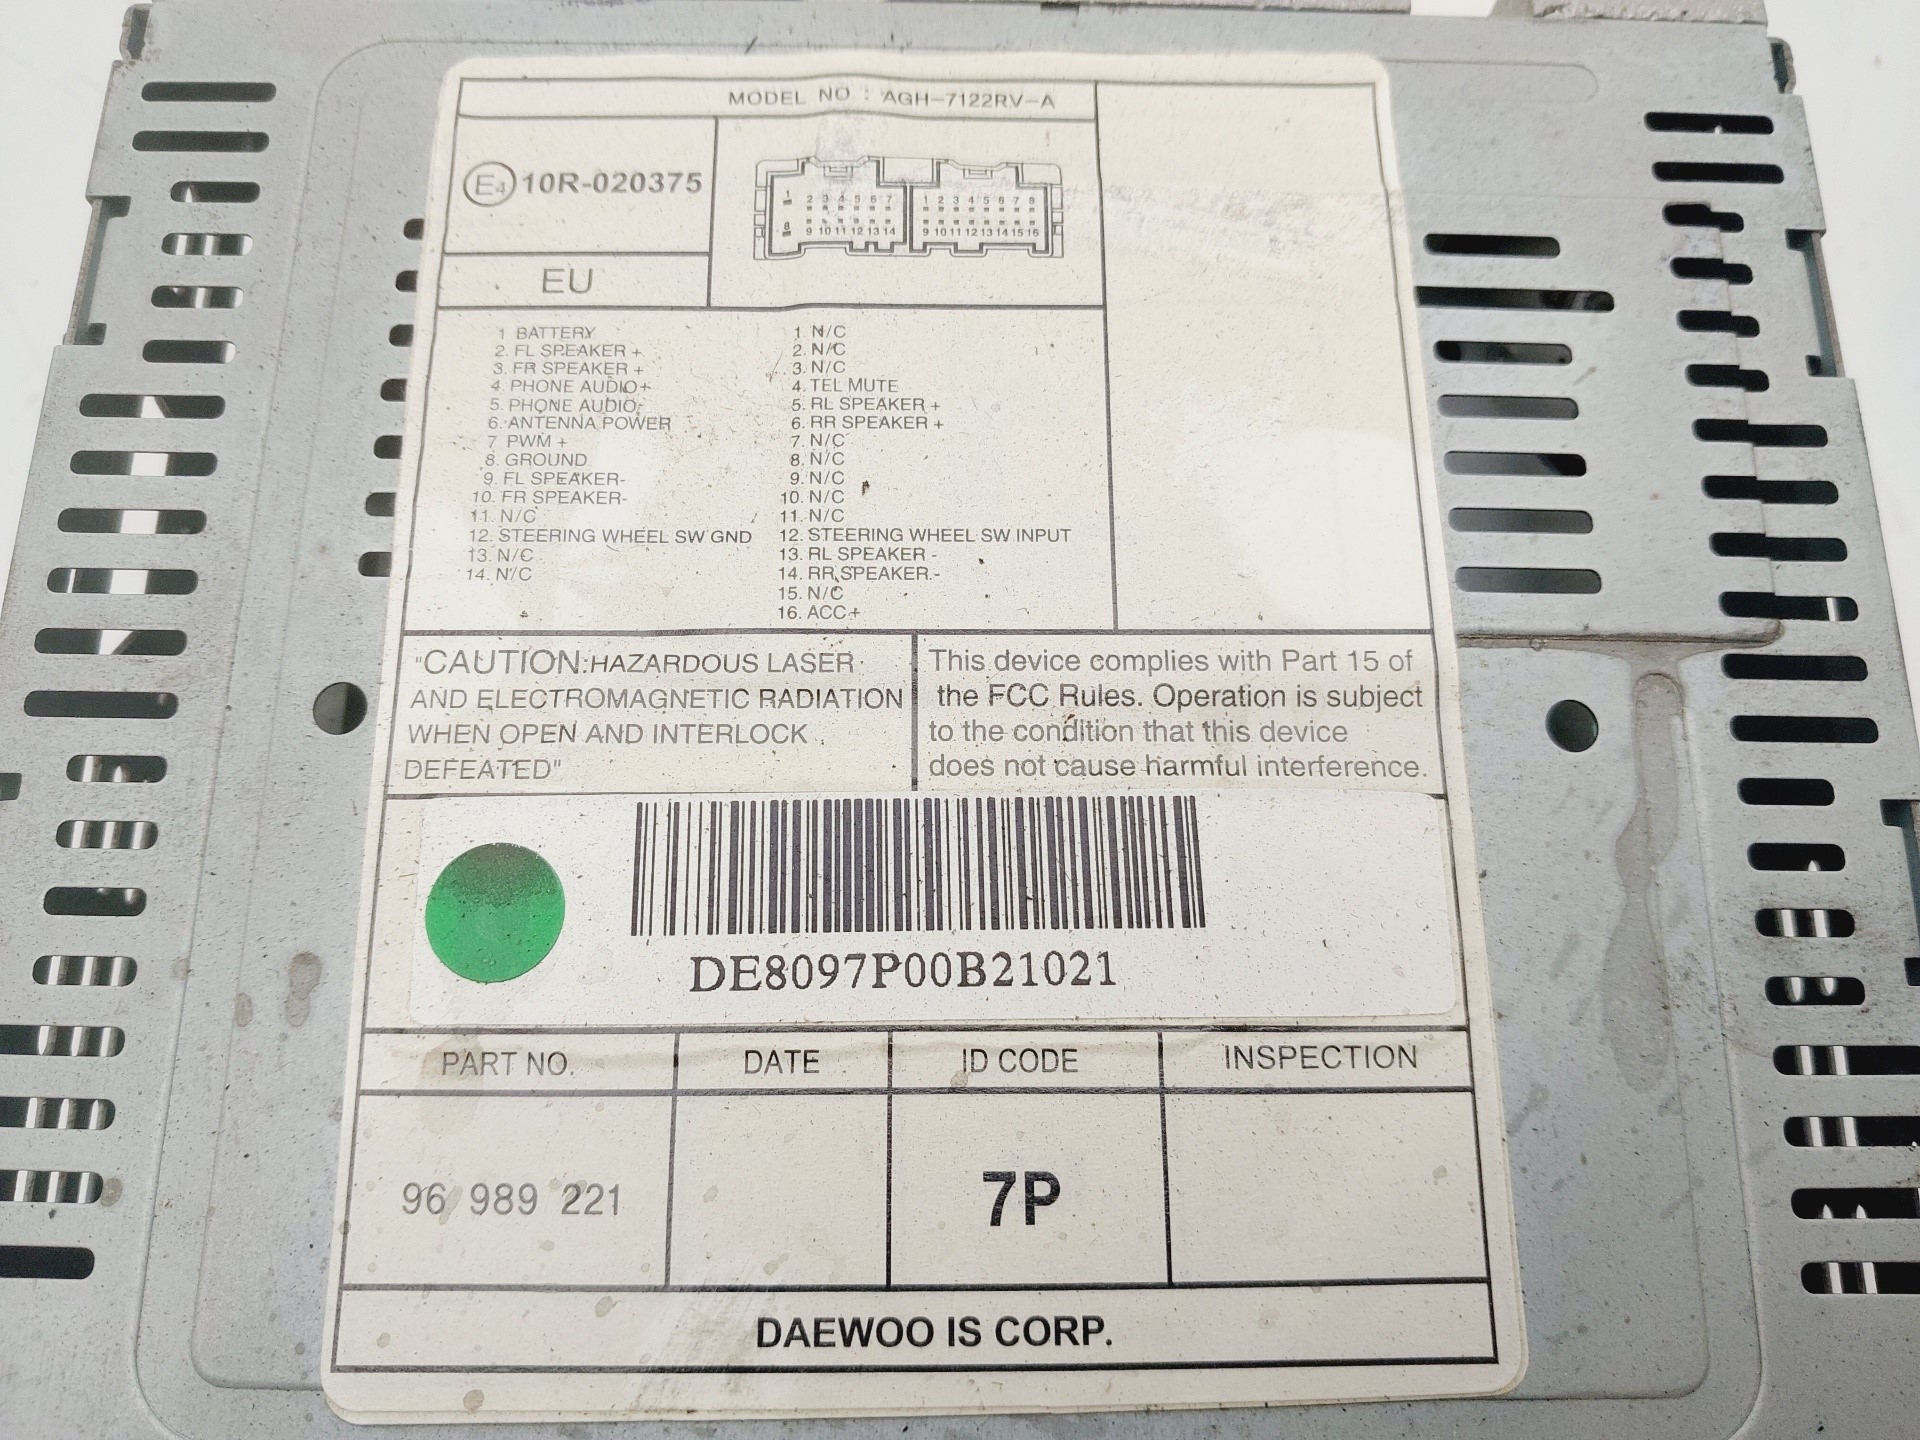 MODEL NO : AGH-7122RV-A
E4 10R-020375
EU
1 2 3 4 5 6 7
8 9 10 11 12 13 14
1 2 3 4 5 6 7 8
9 10 11 12 13 14 15 16
1 BATTERY
2. FL SPEAKER +
3. FR SPEAKER +
4. PHONE AUDIO+
5. PHONE AUDIO-
6. ANTENNA POWER
7 PWM +
8. GROUND
9. FL SPEAKER-
10. FR SPEAKER-
11. N/C
12. STEERING WHEEL SW GND
13. N/C
14. N/C
1. N/C
2. N/C
3. N/C
4. TEL MUTE
5. RL SPEAKER +
6. RR SPEAKER +
7. N/C
8. N/C
9. N/C
10. N/C
11. N/C
12. STEERING WHEEL SW INPUT
13. RL SPEAKER -
14. RR SPEAKER -
15. N/C
16. ACC+
"CAUTION:HAZARDOUS LASER
AND ELECTROMAGNETIC RADIATION
WHEN OPEN AND INTERLOCK
DEFEATED"
This device complies with Part 15 of
the FCC Rules. Operation is subject
to the condition that this device
does not cause harmful interference.
DE8097P00B21021
PART NO. DATE ID CODE INSPECTION
96 989 221 7P
DAEWOO IS CORP.